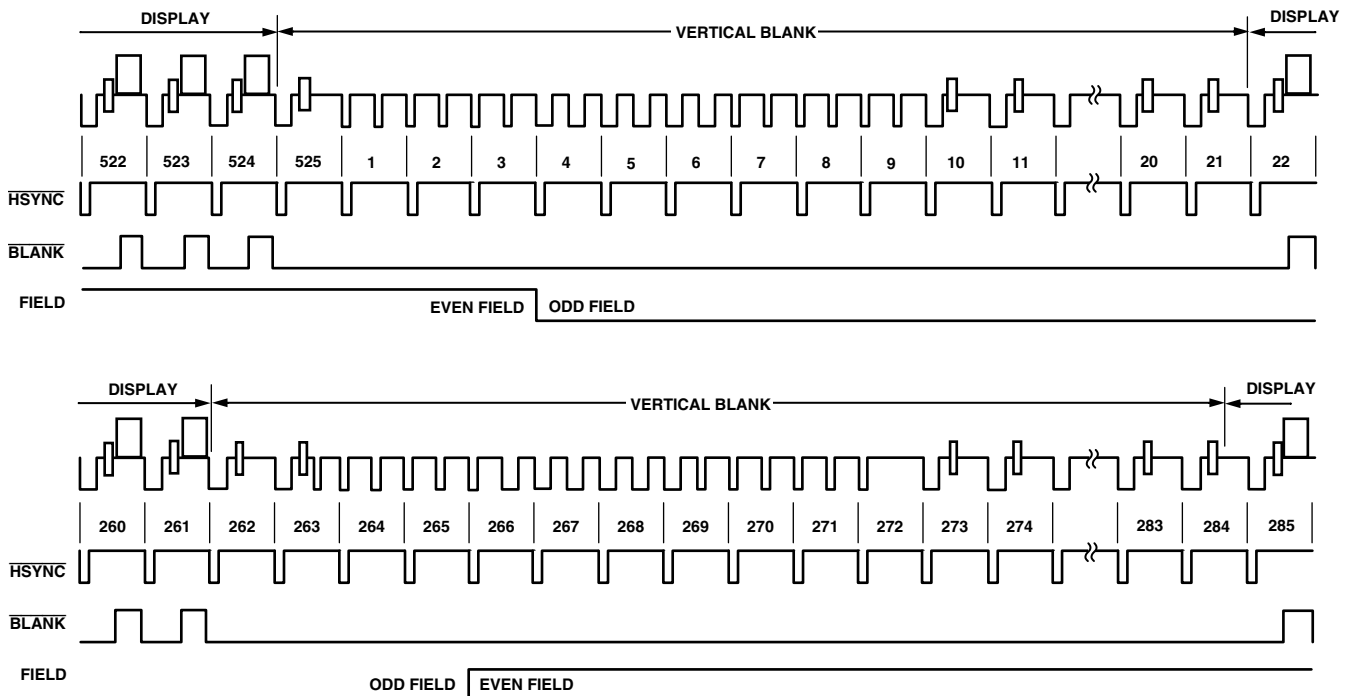 DISPLAY VERTICAL BLANK DISPLAY
522 523 524 525 1 2 3 4 5 6 7 8 9 10 11 20 21 22
HSYNC
BLANK
FIELD EVEN FIELD ODD FIELD
DISPLAY VERTICAL BLANK DISPLAY
260 261 262 263 264 265 266 267 268 269 270 271 272 273 274 283 284 285
HSYNC
BLANK
FIELD ODD FIELD EVEN FIELD